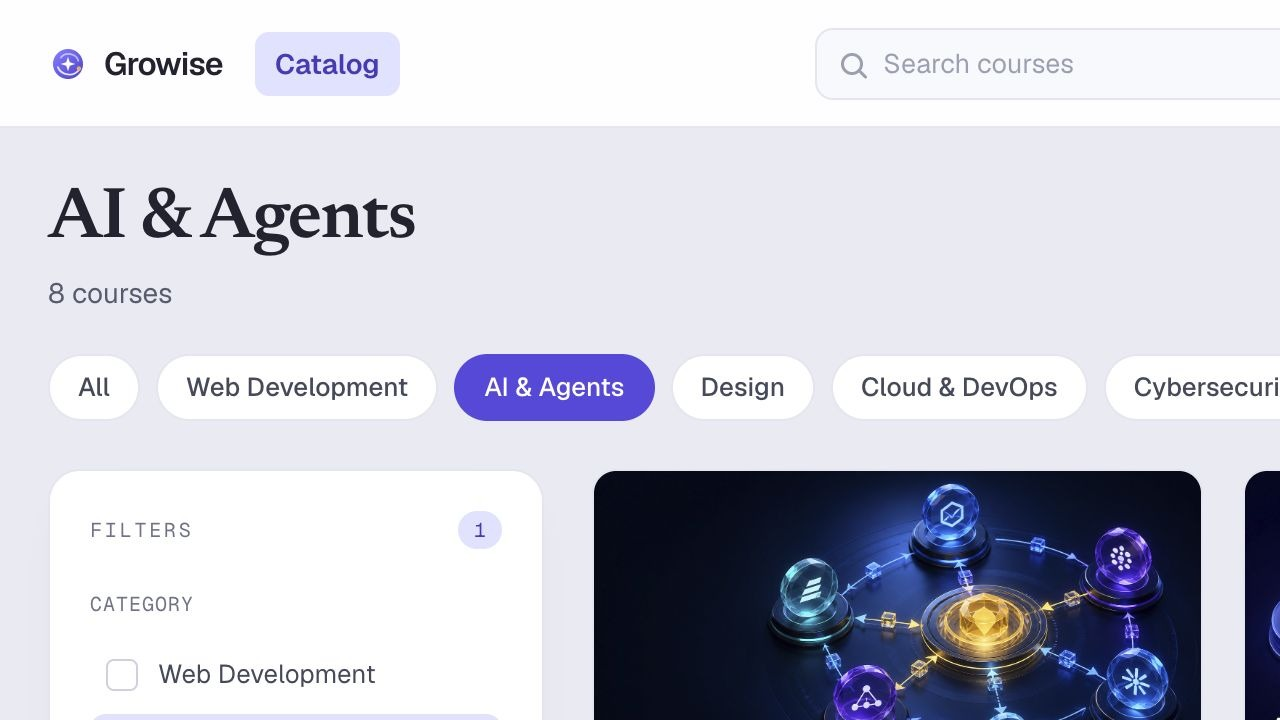 Growise
Catalog
Search courses
AI & Agents
8 courses
All
Web Development
AI & Agents
Design
Cloud & DevOps
Cybersecuri
FILTERS
1
CATEGORY
Web Development